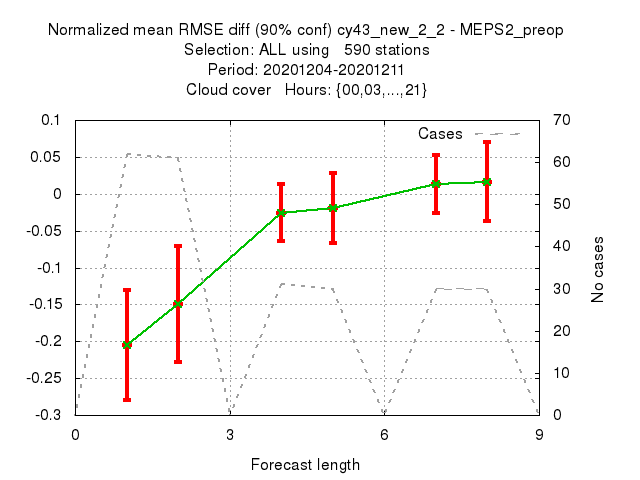 Normalized mean RMSE diff (90% conf) cy43_new_2_2 - MEPS2_preop
Selection: ALL using 590 stations
Period: 20201204-20201211
Cloud cover Hours: {00,03,...,21}
0.1
0.05
0
-0.05
-0.1
-0.15
-0.2
-0.25
-0.3
Cases
70
60
50
40
30
20
10
0
No cases
0 3 6 9
Forecast length